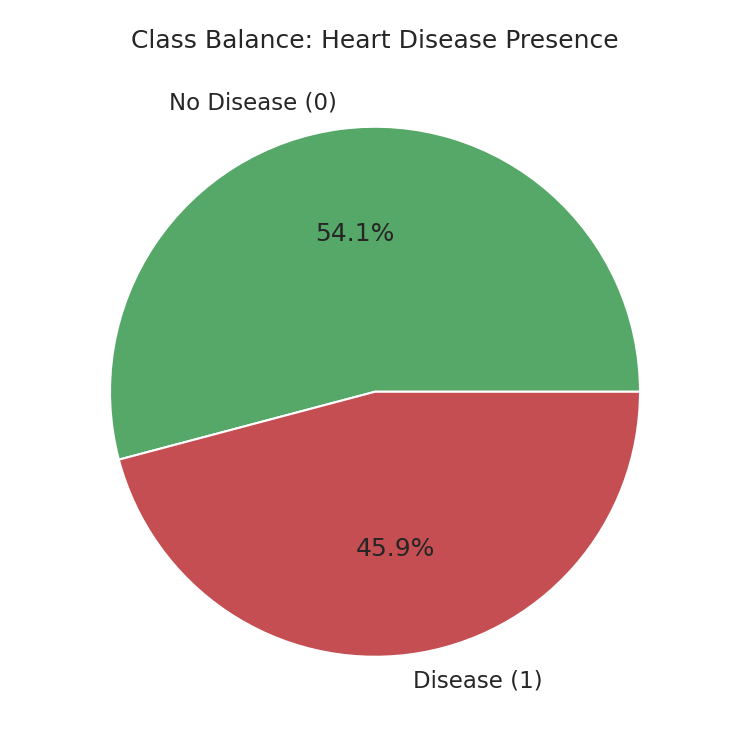 Class Balance: Heart Disease Presence
No Disease (0)
54.1%
45.9%
Disease (1)